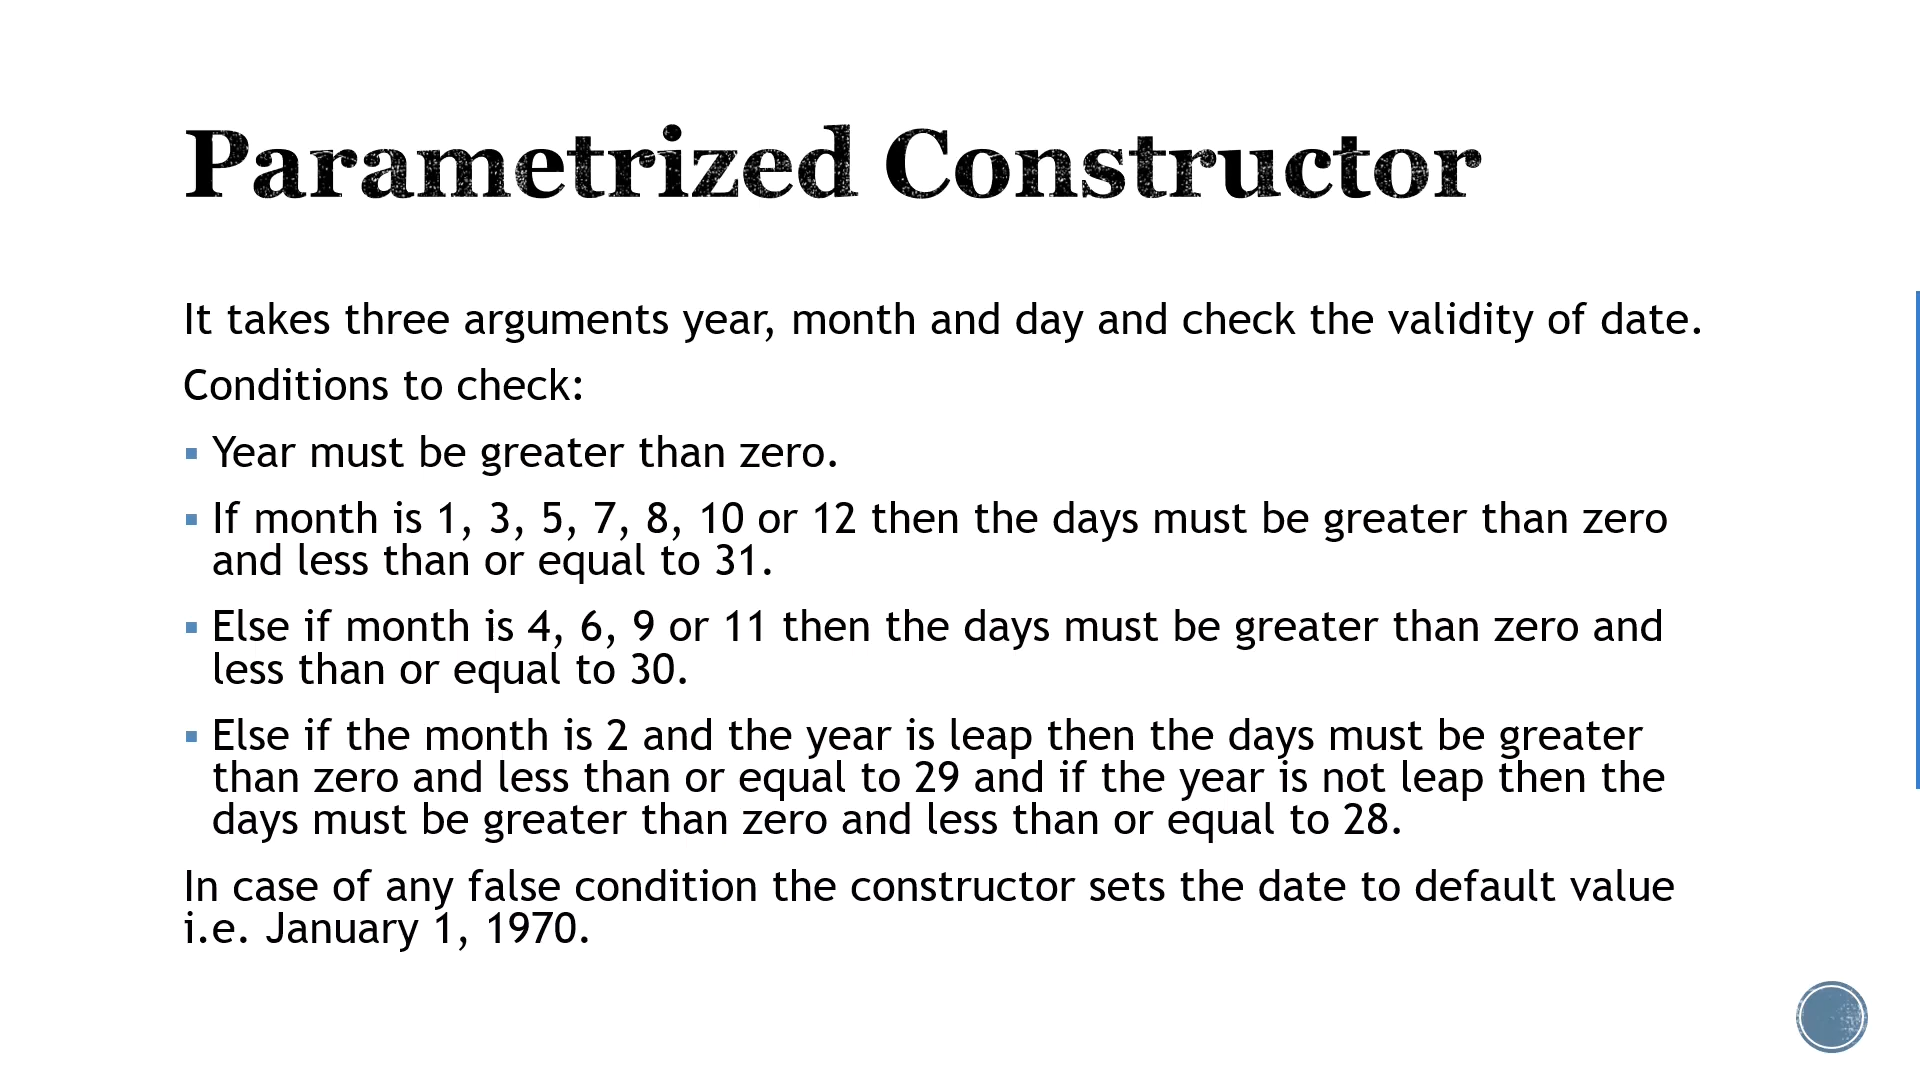 Parametrized Constructor
It takes three arguments year, month and day and check the validity of date.
Conditions to check:
▪ Year must be greater than zero.
▪ If month is 1, 3, 5, 7, 8, 10 or 12 then the days must be greater than zero
and less than or equal to 31.
▪ Else if month is 4, 6, 9 or 11 then the days must be greater than zero and
less than or equal to 30.
▪ Else if the month is 2 and the year is leap then the days must be greater
than zero and less than or equal to 29 and if the year is not leap then the
days must be greater than zero and less than or equal to 28.
In case of any false condition the constructor sets the date to default value
i.e. January 1, 1970.